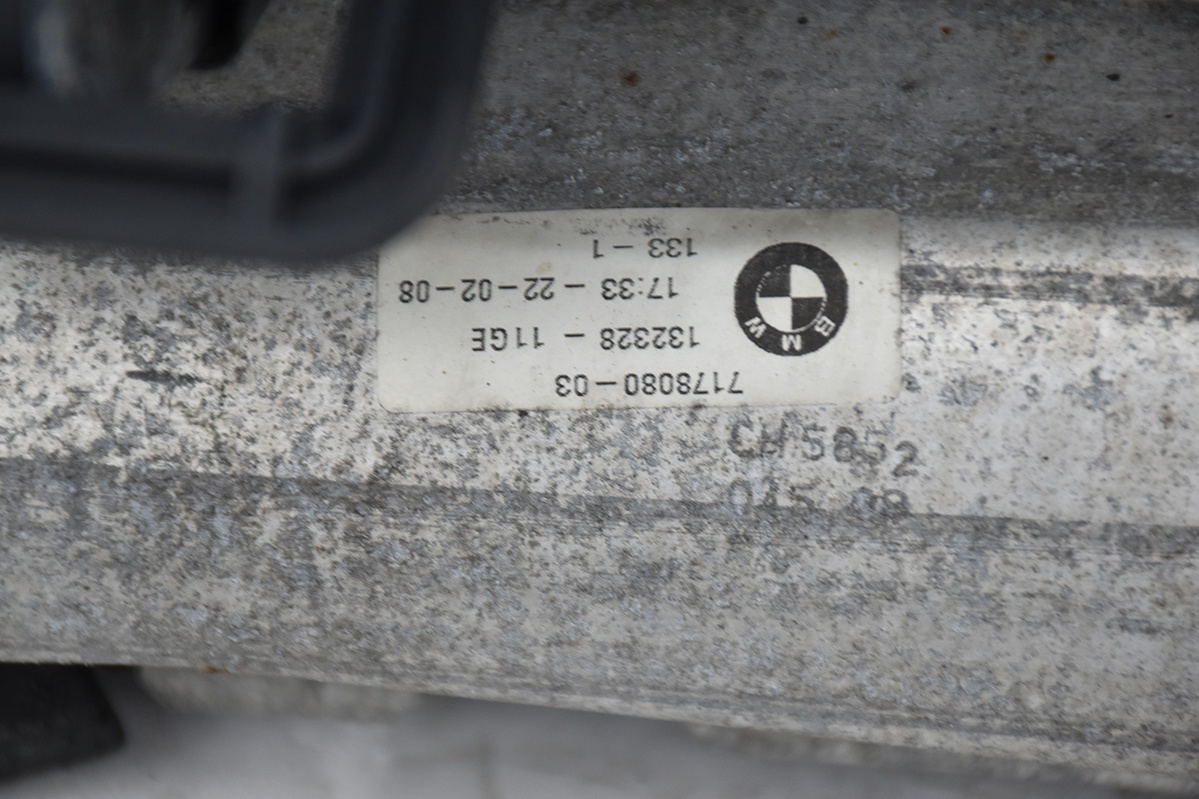 7178080-03
132328 - 11GE
17:33 - 22-02-08
133 - 1
BMW
CH5852